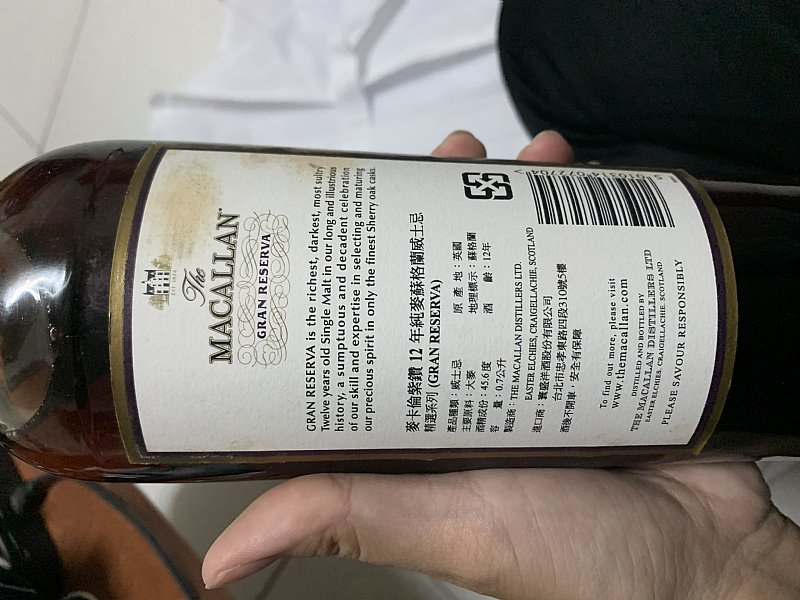 The
MACALLAN
GRAN RESERVA
GRAN RESERVA is the richest, darkest, most sultry
Twelve years old Single Malt in our long and illustrious
history, a sumptuous and decadent celebration
of our skill and expertise in selecting and maturing
our precious spirit in only the finest Sherry oak casks.
麥卡倫紫鑽 12 年純麥蘇格蘭威士忌
精選系列 (GRAN RESERVA)
產品種類：威士忌 原 產 地：英國
主要原料：大麥 地理標示：蘇格蘭
酒精成份：45.6度 酒 齡：12年
容 量：0.7公升
製造商：THE MACALLAN DISTILLERS LTD.
EASTER ELCHIES, CRAIGELLACHIE, SCOTLAND
進口商：寰盛洋酒股份有限公司
台北市忠孝東路四段310號5樓
酒後不開車，安全有保障
To find out more, please visit
www.themacallan.com
DISTILLED AND BOTTLED BY
THE MACALLAN DISTILLERS LTD
EASTER ELCHIES, CRAIGELLACHIE, SCOTLAND
PLEASE SAVOUR RESPONSIBLY